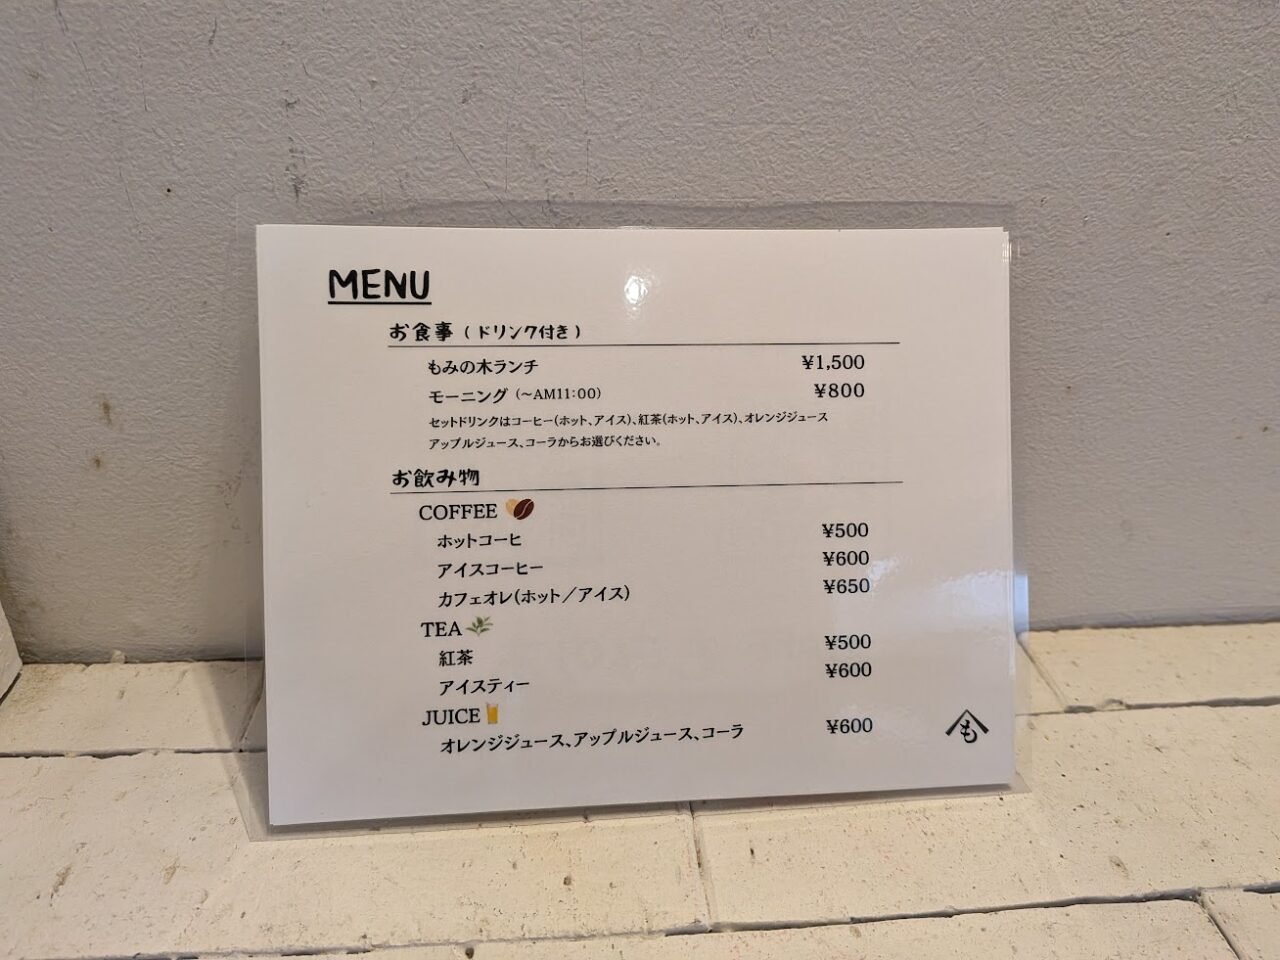 MENU
お食事 ( ドリンク付き )
もみの木ランチ ¥1,500
モーニング (～AM11:00) ¥800
セットドリンクはコーヒー(ホット、アイス)、紅茶(ホット、アイス)、オレンジジュース
アップルジュース、コーラからお選びください。
お飲み物
COFFEE
ホットコーヒ ¥500
アイスコーヒー ¥600
カフェオレ(ホット／アイス) ¥650
TEA
紅茶 ¥500
アイスティー ¥600
JUICE
オレンジジュース、アップルジュース、コーラ ¥600
も